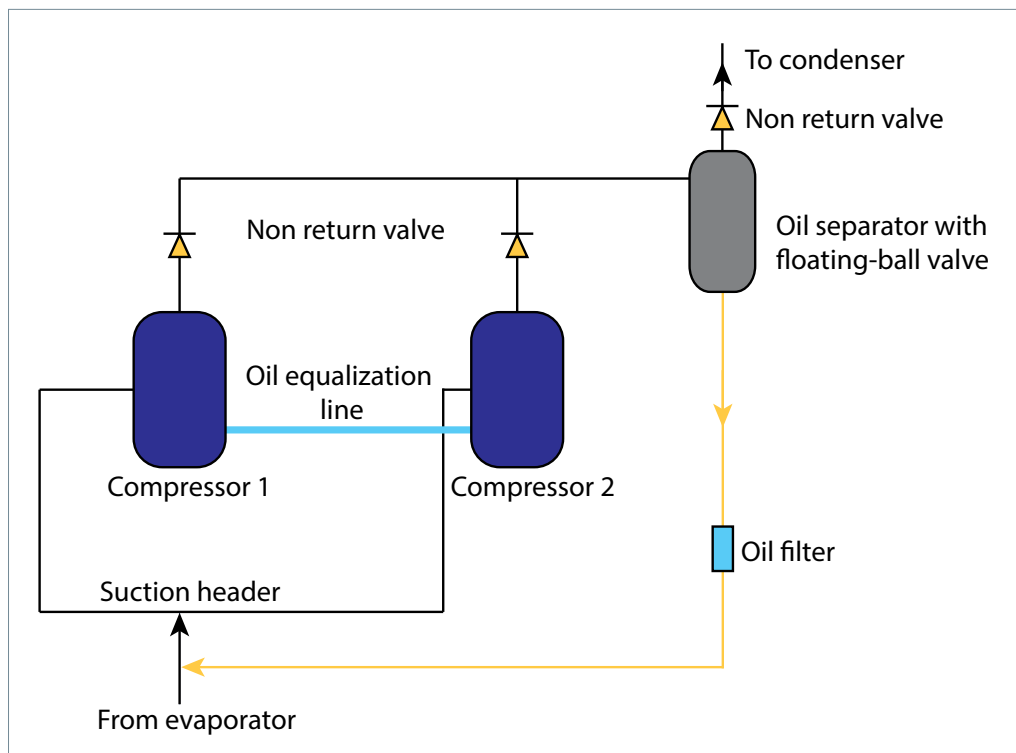 To condenser
Non return valve
Non return valve
Oil separator with
floating-ball valve
Oil equalization
line
Compressor 1
Compressor 2
Oil filter
Suction header
From evaporator